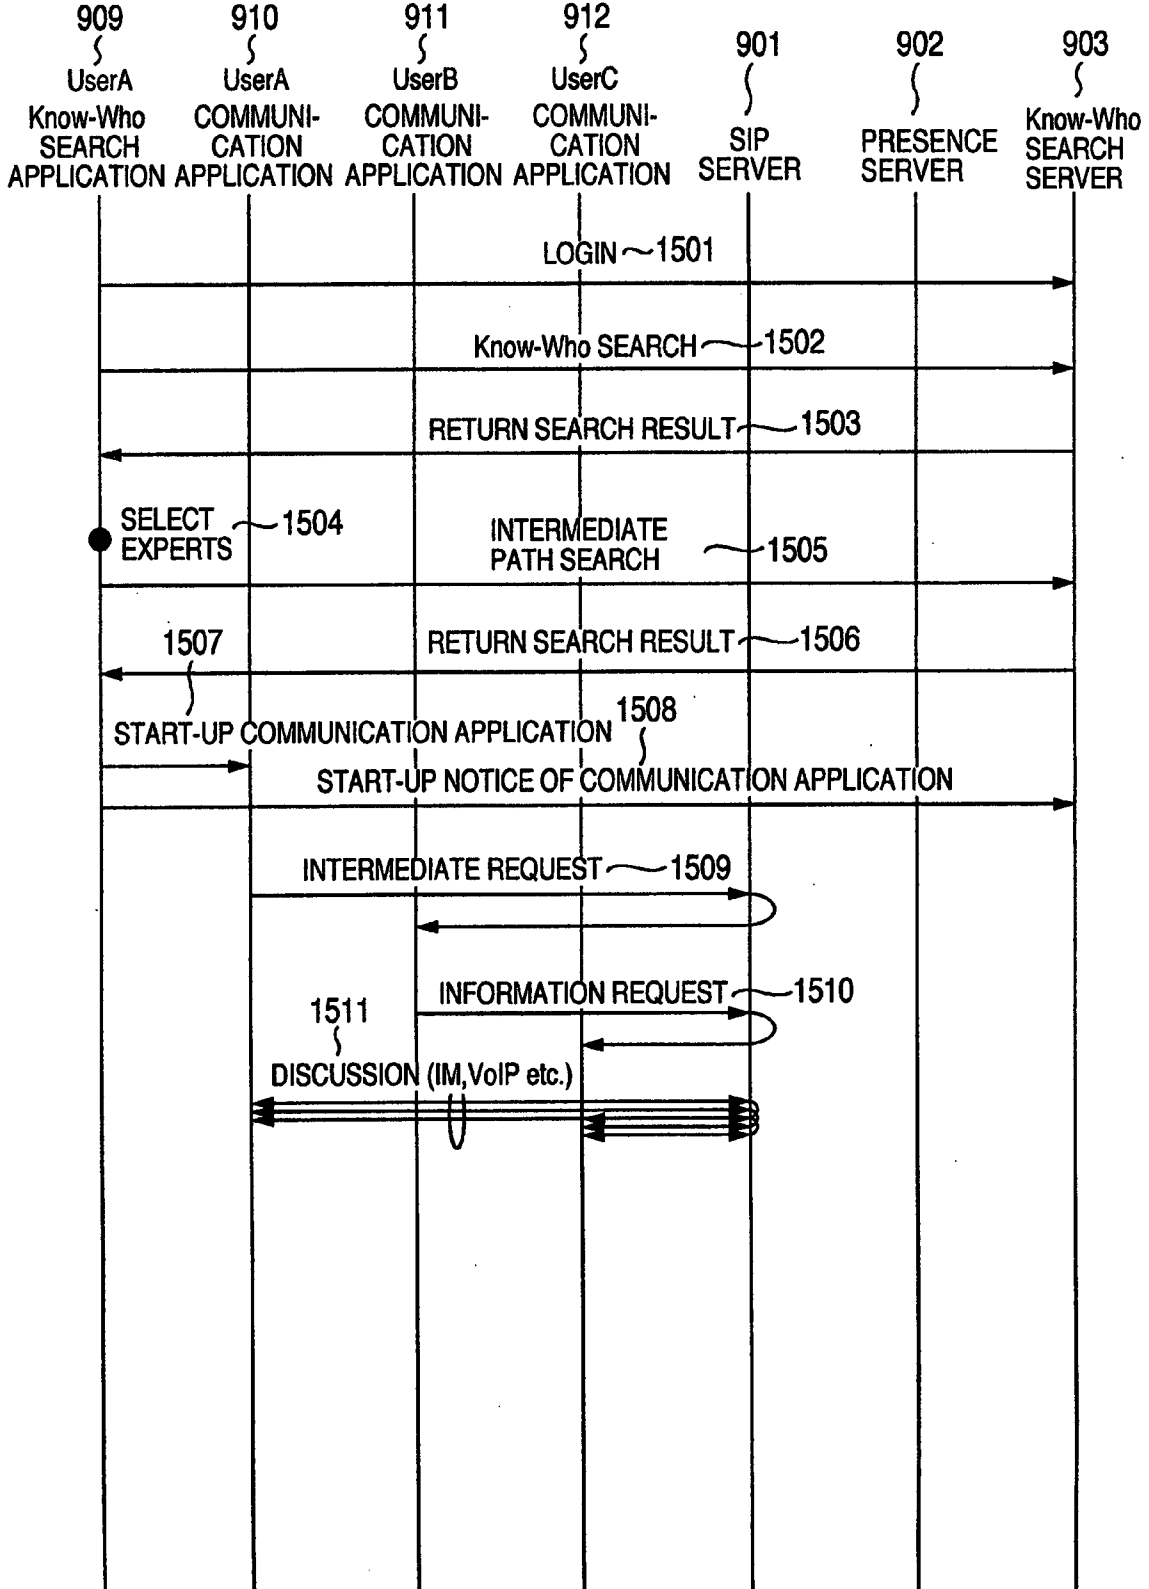 909
910
911
912
901
902
903
UserA
Know-Who
SEARCH
APPLICATION
UserA
COMMUNI-
CATION
APPLICATION
UserB
COMMUNI-
CATION
APPLICATION
UserC
COMMUNI-
CATION
APPLICATION
SIP
SERVER
PRESENCE
SERVER
Know-Who
SEARCH
SERVER
LOGIN 1501
Know-Who SEARCH 1502
RETURN SEARCH RESULT 1503
SELECT
EXPERTS
1504
INTERMEDIATE
PATH SEARCH
1505
RETURN SEARCH RESULT 1506
1507
START-UP COMMUNICATION APPLICATION
1508
START-UP NOTICE OF COMMUNICATION APPLICATION
INTERMEDIATE REQUEST 1509
INFORMATION REQUEST 1510
1511
DISCUSSION (IM,VoIP etc.)